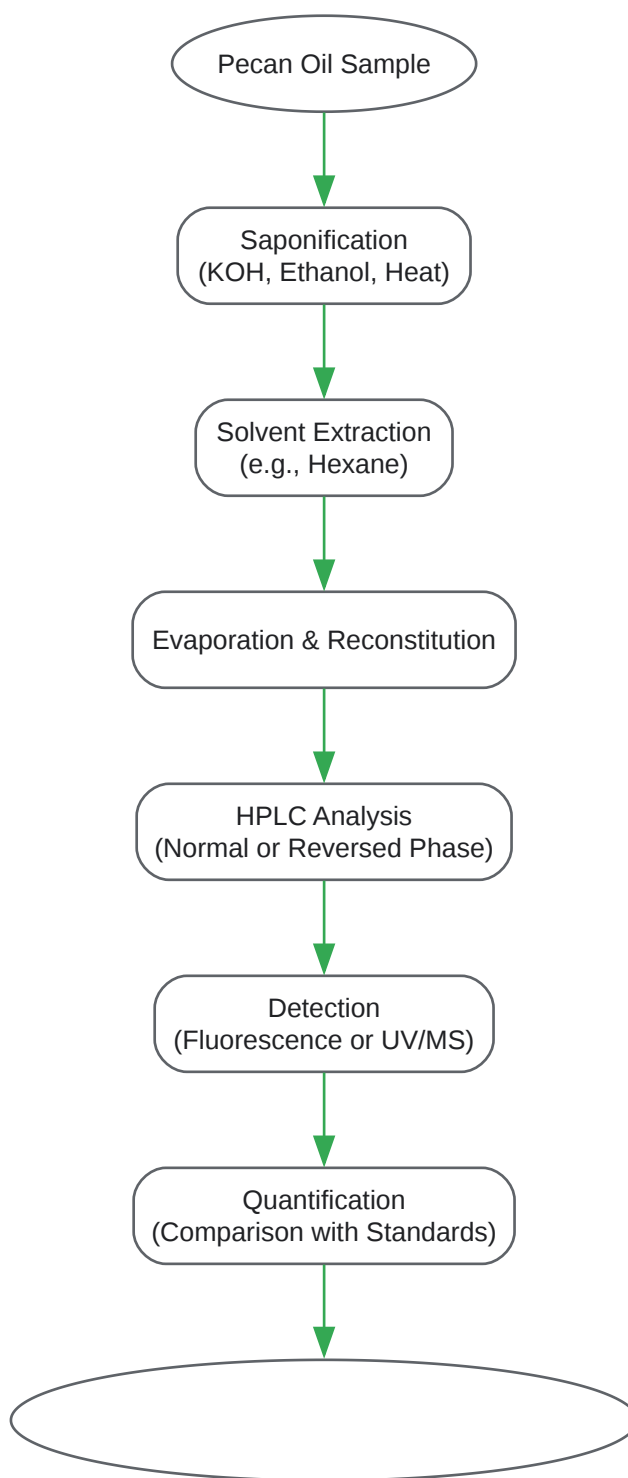 Pecan Oil Sample
Saponification
(KOH, Ethanol, Heat)
Solvent Extraction
(e.g., Hexane)
Evaporation & Reconstitution
HPLC Analysis
(Normal or Reversed Phase)
Detection
(Fluorescence or UV/MS)
Quantification
(Comparison with Standards)